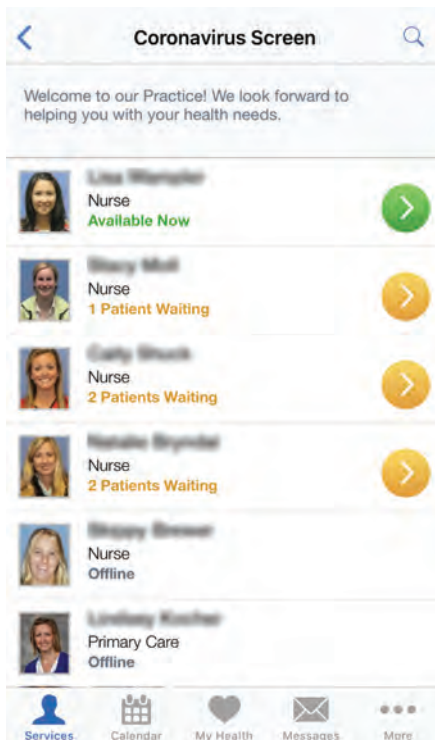 Coronavirus Screen
Welcome to our Practice! We look forward to
helping you with your health needs.
Nurse
Available Now
Nurse
1 Patient Waiting
Nurse
2 Patients Waiting
Nurse
2 Patients Waiting
Nurse
Offline
Primary Care
Offline
Services Calendar My Health Messages More